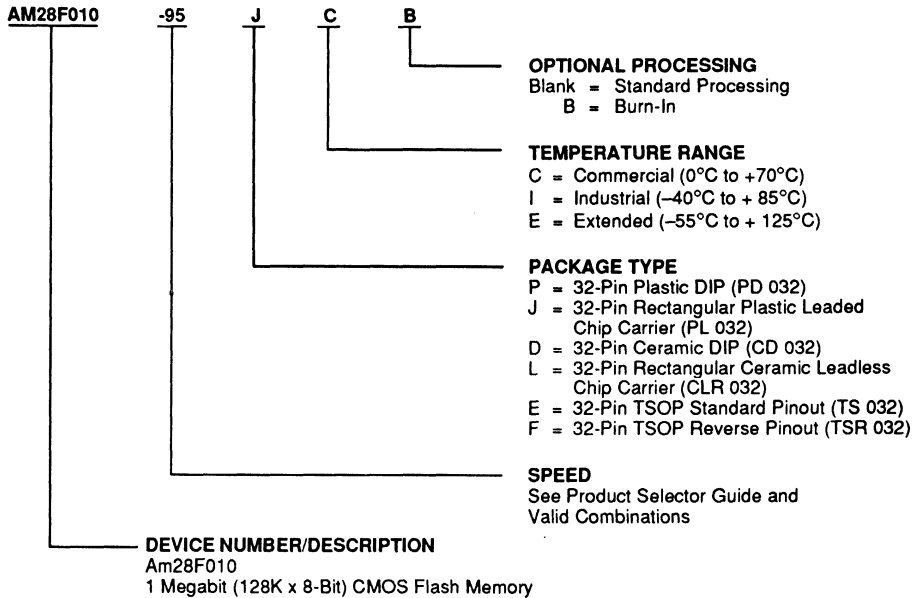 AM28F010 -95 J C B
OPTIONAL PROCESSING
Blank = Standard Processing
B = Burn-In
TEMPERATURE RANGE
C = Commercial (0°C to +70°C)
I = Industrial (–40°C to + 85°C)
E = Extended (–55°C to + 125°C)
PACKAGE TYPE
P = 32-Pin Plastic DIP (PD 032)
J = 32-Pin Rectangular Plastic Leaded
Chip Carrier (PL 032)
D = 32-Pin Ceramic DIP (CD 032)
L = 32-Pin Rectangular Ceramic Leadless
Chip Carrier (CLR 032)
E = 32-Pin TSOP Standard Pinout (TS 032)
F = 32-Pin TSOP Reverse Pinout (TSR 032)
SPEED
See Product Selector Guide and
Valid Combinations
DEVICE NUMBER/DESCRIPTION
Am28F010
1 Megabit (128K x 8-Bit) CMOS Flash Memory